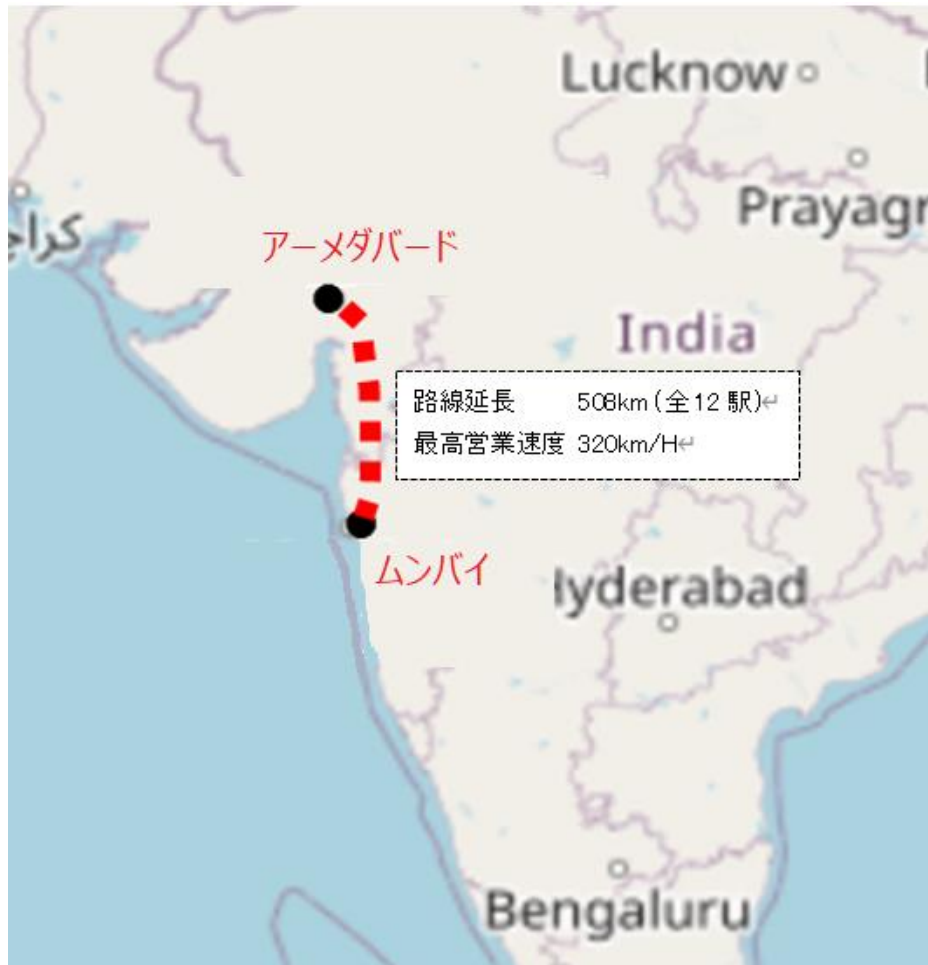 Lucknow
Prayagr
كراچ
アーメダバード
India
路線延長 508km(全12駅)↵
最高営業速度 320km/H↵
ムンバイ
lyderabad
Bengaluru